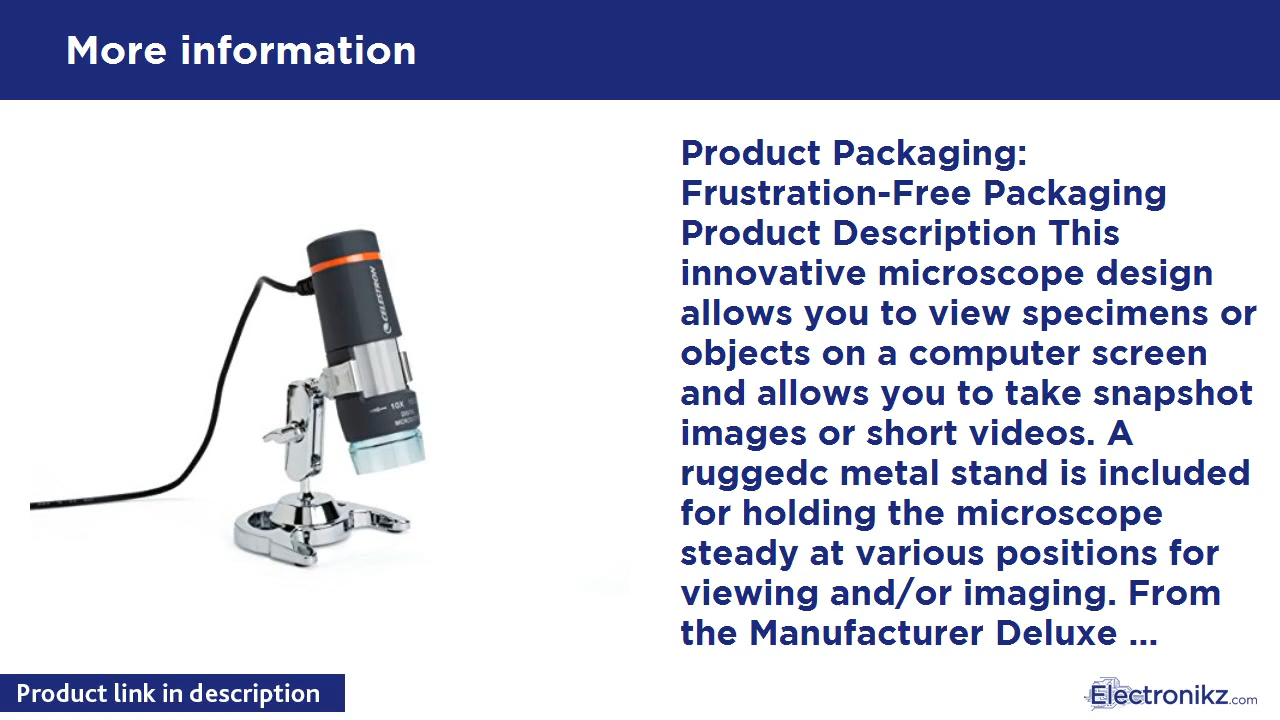 More information
Product Packaging:
Frustration-Free Packaging
Product Description This
innovative microscope design
allows you to view specimens or
objects on a computer screen
and allows you to take snapshot
images or short videos. A
ruggedc metal stand is included
for holding the microscope
steady at various positions for
viewing and/or imaging. From
the Manufacturer Deluxe ...
CELESTRON
10X
Product link in description
Electronikz.com